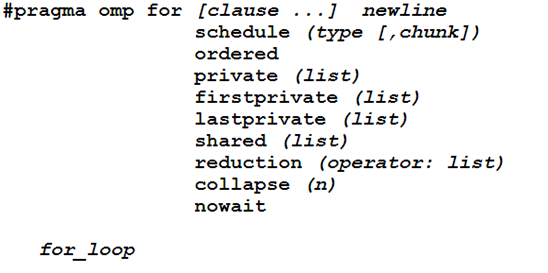 #pragma omp for [clause ...] newline
schedule (type [,chunk])
ordered
private (list)
firstprivate (list)
lastprivate (list)
shared (list)
reduction (operator: list)
collapse (n)
nowait
for_loop